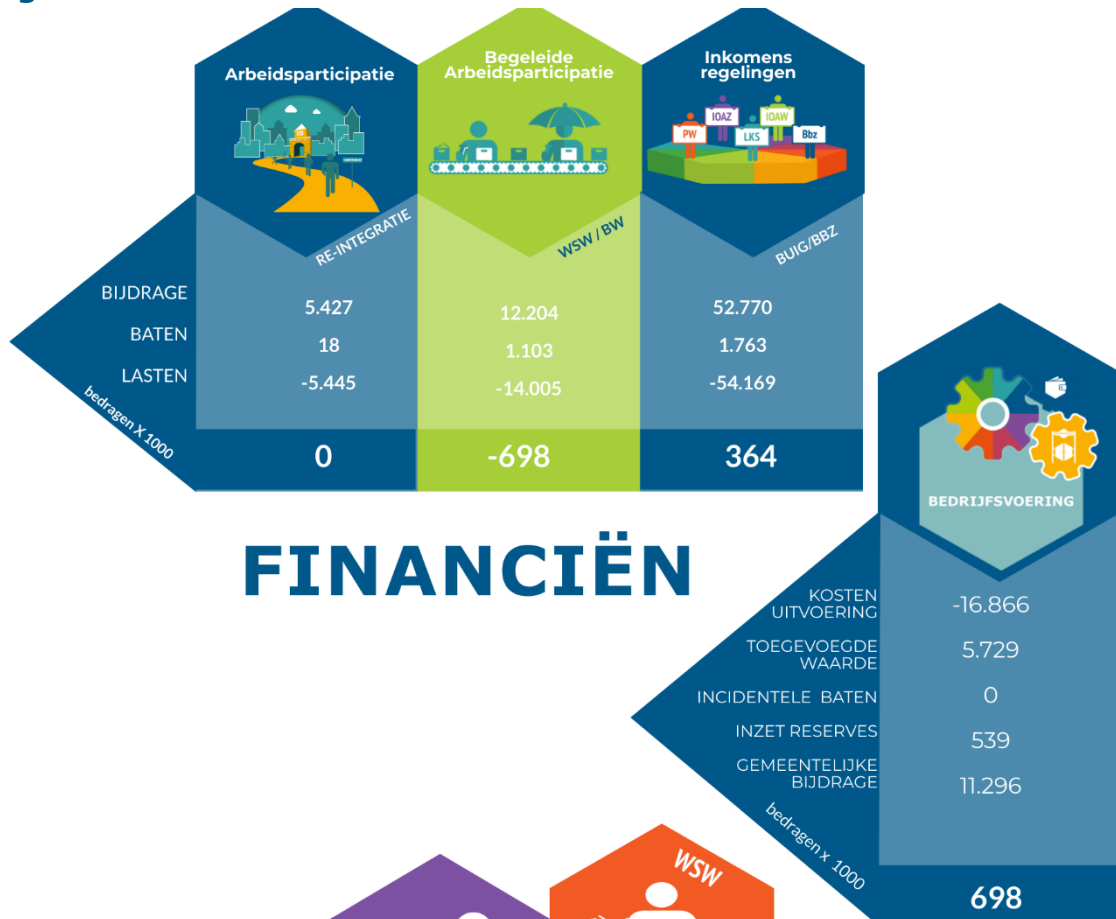 Arbeidsparticipatie
Begeleide
Arbeidsparticipatie
Inkomens
regelingen
PW
IOAZ
LKS
IOAW
Bbz
RE-INTEGRATIE
WSW / BW
BUIG/BBZ
BIJDRAGE 5.427 12.204 52.770
BATEN 18 1.103 1.763
LASTEN -5.445 -14.005 -54.169
bedragen X 1000
0 -698 364
BEDRIJFSVOERING
FINANCIËN
KOSTEN
UITVOERING -16.866
TOEGEVOEGDE
WAARDE 5.729
INCIDENTELE BATEN 0
INZET RESERVES 539
GEMEENTELIJKE
BIJDRAGE 11.296
bedragen x 1000
698
WSW